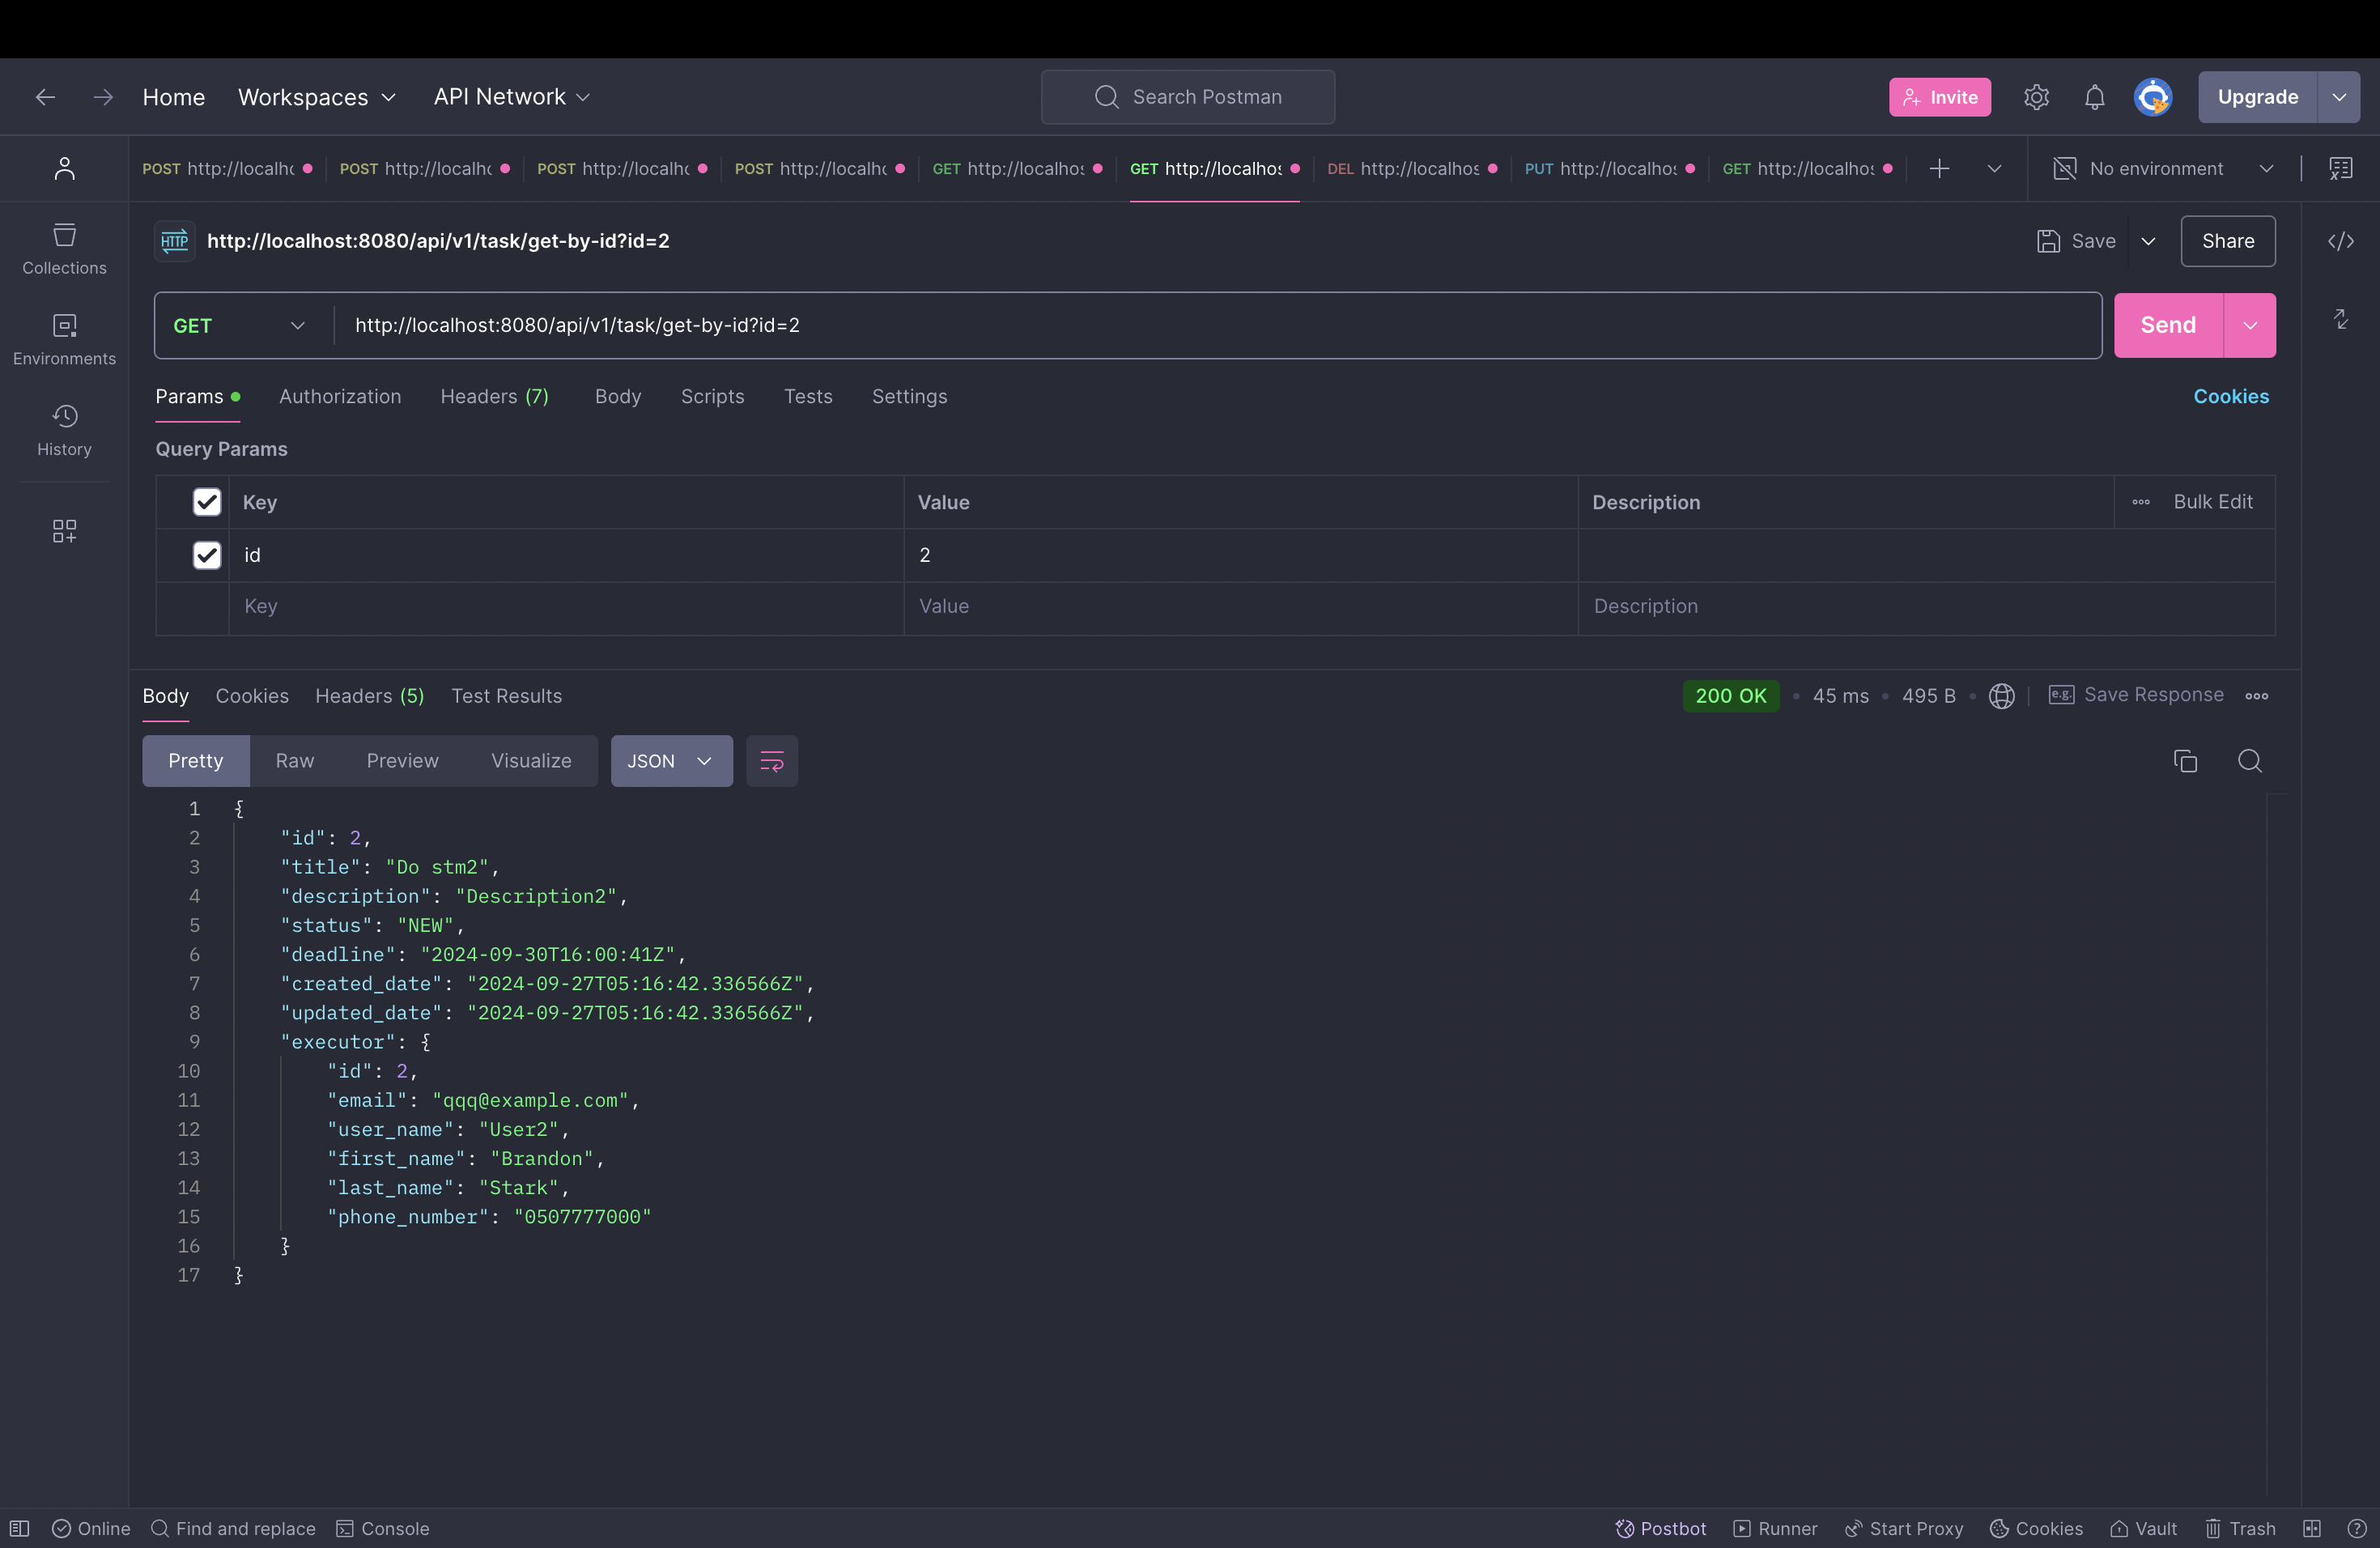 Home Workspaces API Network Search Postman Invite Upgrade
POST http://localh POST http://localh POST http://localh POST http://localh GET http://localhos GET http://localhos DEL http://localhos PUT http://localhos GET http://localhos No environment
HTTP http://localhost:8080/api/v1/task/get-by-id?id=2 Save Share
Collections
GET http://localhost:8080/api/v1/task/get-by-id?id=2 Send
Environments
Params Authorization Headers (7) Body Scripts Tests Settings Cookies
History
Query Params
Key Value Description Bulk Edit
id 2
Key Value Description
Body Cookies Headers (5) Test Results 200 OK 45 ms 495 B e.g. Save Response
Pretty Raw Preview Visualize JSON
1 {
2 "id": 2,
3 "title": "Do stm2",
4 "description": "Description2",
5 "status": "NEW",
6 "deadline": "2024-09-30T16:00:41Z",
7 "created_date": "2024-09-27T05:16:42.336566Z",
8 "updated_date": "2024-09-27T05:16:42.336566Z",
9 "executor": {
10 "id": 2,
11 "email": "qqq@example.com",
12 "user_name": "User2",
13 "first_name": "Brandon",
14 "last_name": "Stark",
15 "phone_number": "0507777000"
16 }
17 }
Online Find and replace Console Postbot Runner Start Proxy Cookies Vault Trash